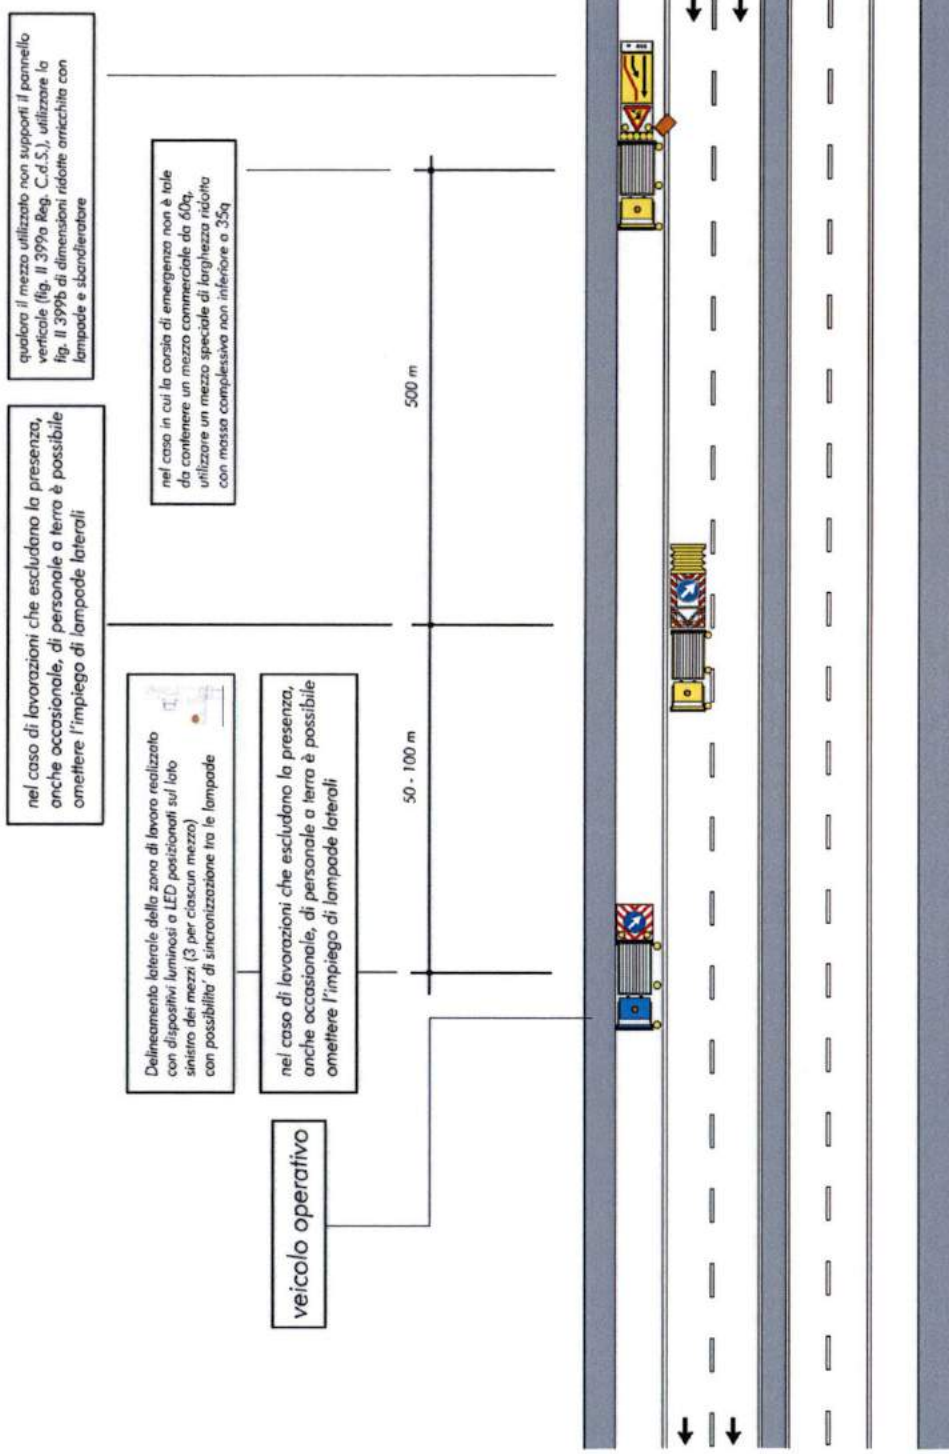 qualora il mezzo utilizzato non supporti il pannello
verticale (fig. II 399a Reg. C.d.S.), utilizzare la
fig. II 399b di dimensioni ridotte arricchita con
lampade e sbandieratore
nel caso in cui la corsia di emergenza non è tale
da contenere un mezzo commerciale da 60q,
utilizzare un mezzo speciale di larghezza ridotta
con massa complessiva non inferiore a 35q
nel caso di lavorazioni che escludano la presenza,
anche occasionale, di personale a terra è possibile
omettere l'impiego di lampade laterali
Delineamento laterale della zona di lavoro realizzato
con dispositivi luminosi a LED posizionati sul lato
sinistro dei mezzi (3 per ciascun mezzo)
con possibilita' di sincronizzazione tra le lampade
nel caso di lavorazioni che escludano la presenza,
anche occasionale, di personale a terra è possibile
omettere l'impiego di lampade laterali
veicolo operativo
50 - 100 m
500 m